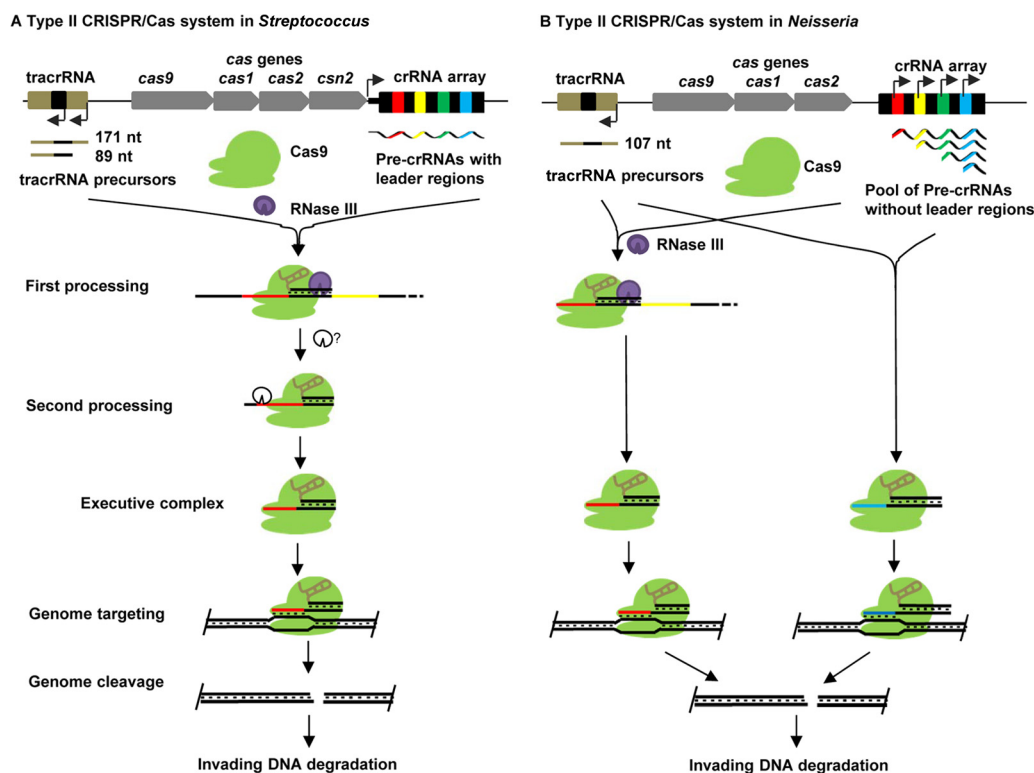 A Type II CRISPR/Cas system in Streptococcus
tracrRNA
cas genes
cas9 cas1 cas2 csn2
crRNA array
171 nt
89 nt
tracrRNA precursors
Cas9
Pre-crRNAs with
leader regions
RNase III
First processing
?
Second processing
Executive complex
Genome targeting
Genome cleavage
Invading DNA degradation
B Type II CRISPR/Cas system in Neisseria
tracrRNA
cas genes
cas9 cas1 cas2
crRNA array
107 nt
tracrRNA precursors
Cas9
Pool of Pre-crRNAs
without leader regions
RNase III
Invading DNA degradation